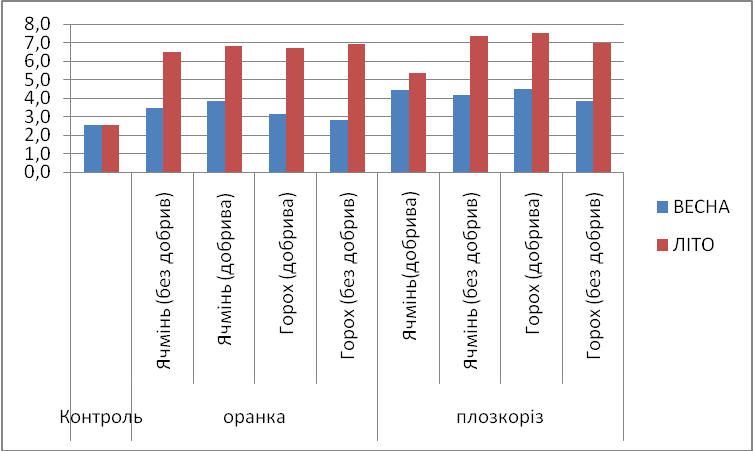 8,0
7,0
6,0
5,0
4,0
3,0
2,0
1,0
0,0
Ячмінь (без добрив)
Ячмінь (добрива)
Горох (добрива)
Горох (без добрив)
Ячмінь(добрива)
Ячмінь (без добрив)
Горох (добрива)
Горох (без добрив)
Контроль
оранка
плозкоріз
ВЕСНА
ЛІТО